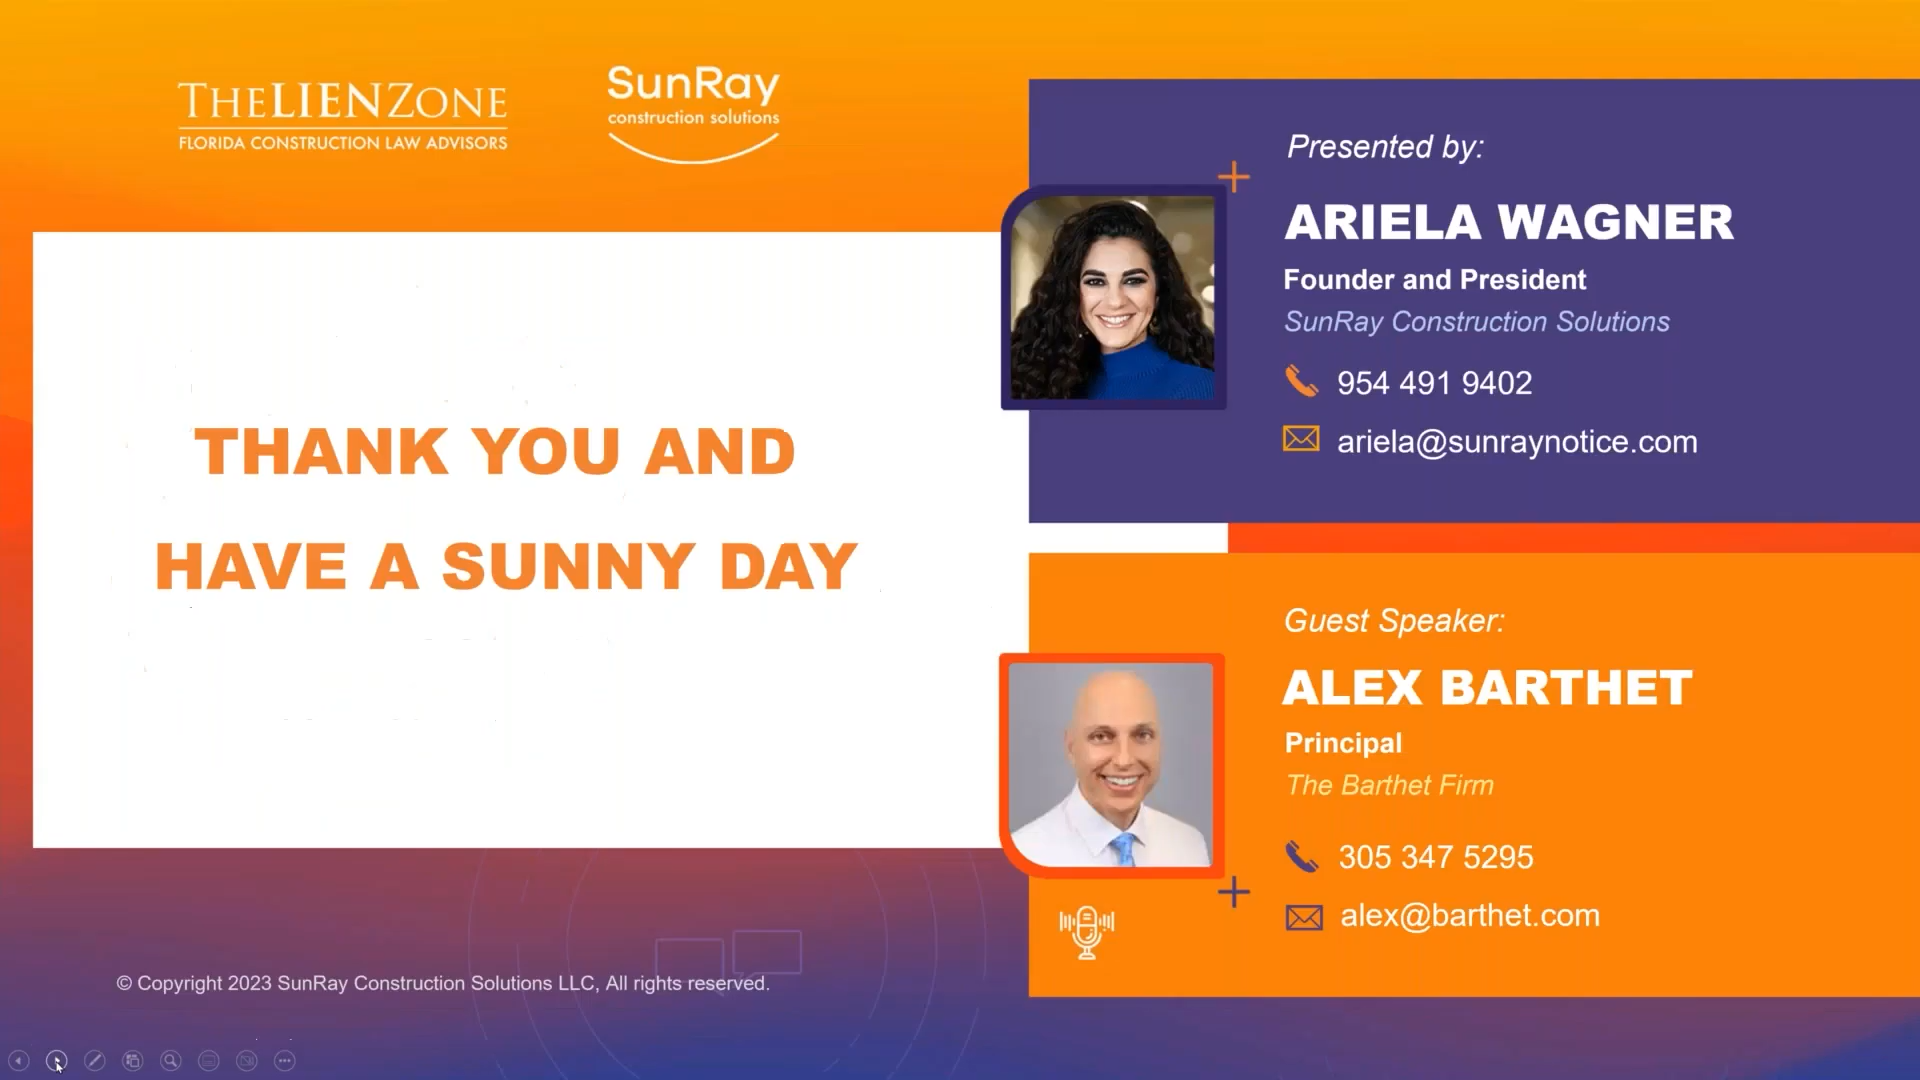 THELIENZONE
FLORIDA CONSTRUCTION LAW ADVISORS
SunRay
construction solutions
THANK YOU AND
HAVE A SUNNY DAY
© Copyright 2023 SunRay Construction Solutions LLC, All rights reserved.
Presented by:
ARIELA WAGNER
Founder and President
SunRay Construction Solutions
954 491 9402
ariela@sunraynotice.com
Guest Speaker:
ALEX BARTHET
Principal
The Barthet Firm
305 347 5295
alex@barthet.com